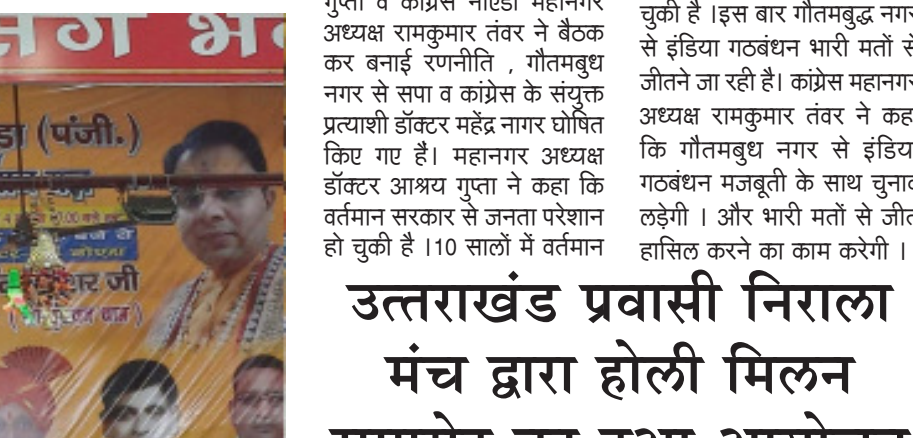 अध्यक्ष रामकुमार तंवर ने बैठक
कर बनाई रणनीति , गौतमबुध
नगर से सपा व कांग्रेस के संयुक्त
प्रत्याशी डॉक्टर महेंद्र नागर घोषित
किए गए हैं। महानगर अध्यक्ष
डॉक्टर आश्रय गुप्ता ने कहा कि
वर्तमान सरकार से जनता परेशान
हो चुकी है ।10 सालों में वर्तमान
चुकी है ।इस बार गौतमबुद्ध नगर
से इंडिया गठबंधन भारी मतों से
जीतने जा रही है। कांग्रेस महानगर
अध्यक्ष रामकुमार तंवर ने कहा
कि गौतमबुध नगर से इंडिया
गठबंधन मजबूती के साथ चुनाव
लड़ेगी । और भारी मतों से जीत
हासिल करने का काम करेगी ।
उत्तराखंड प्रवासी निराला
मंच द्वारा होली मिलन
(पंजी.)
जी